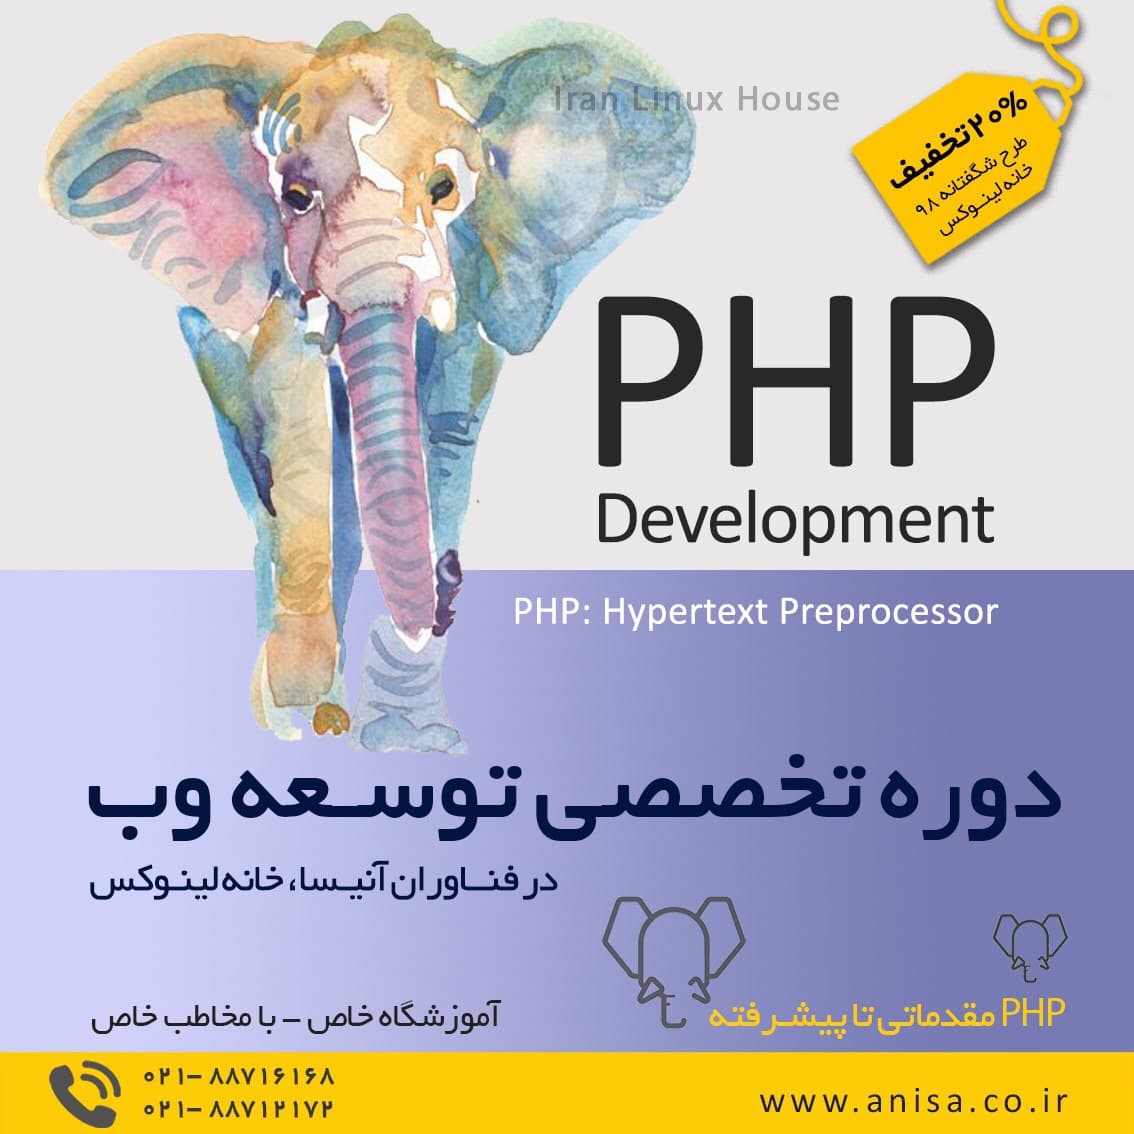 Iran Linux House
۲۰% تخفیف
طرح شگفتانه ۹۸
خانه لینوکس
PHP
Development
PHP: Hypertext Preprocessor
دوره تخصصی توسعه وب
در فناوران آنیسا، خانه لینوکس
PHP مقدماتی تا پیشرفته
آموزشگاه خاص - با مخاطب خاص
۰۲۱- ۸۸۷۱۶۱۶۸
۰۲۱- ۸۸۷۱۲۱۷۲
www.anisa.co.ir